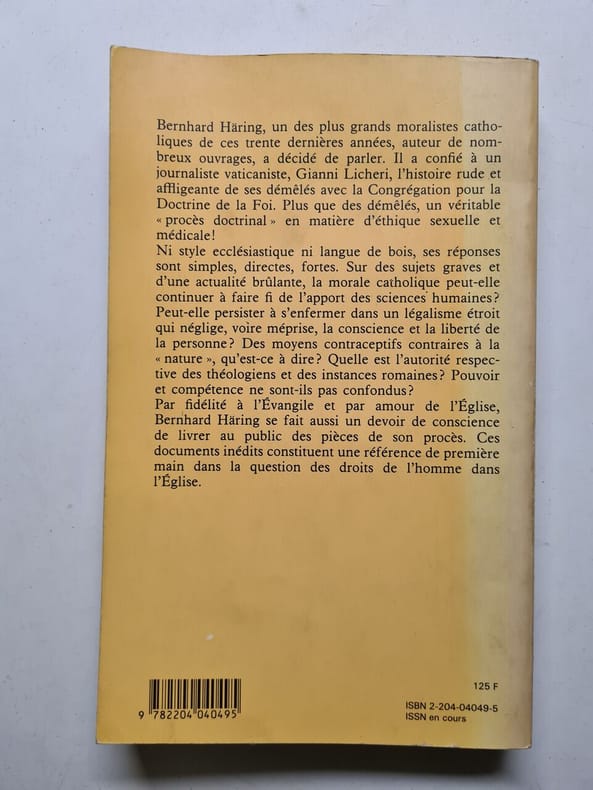 Bernhard Häring, un des plus grands moralistes catho-
liques de ces trente dernières années, auteur de nom-
breux ouvrages, a décidé de parler. Il a confié à un
journaliste vaticaniste, Gianni Licheri, l'histoire rude et
affligeante de ses démêlés avec la Congrégation pour la
Doctrine de la Foi. Plus que des démêlés, un véritable
« procès doctrinal » en matière d'éthique sexuelle et
médicale!
Ni style ecclésiastique ni langue de bois, ses réponses
sont simples, directes, fortes. Sur des sujets graves et
d'une actualité brûlante, la morale catholique peut-elle
continuer à faire fi de l'apport des sciences humaines?
Peut-elle persister à s'enfermer dans un légalisme étroit
qui néglige, voire méprise, la conscience et la liberté de
la personne? Des moyens contraceptifs contraires à la
« nature », qu'est-ce à dire? Quelle est l'autorité respec-
tive des théologiens et des instances romaines? Pouvoir
et compétence ne sont-ils pas confondus?
Par fidélité à l'Évangile et par amour de l'Église,
Bernhard Häring se fait aussi un devoir de conscience
de livrer au public des pièces de son procès. Ces
documents inédits constituent une référence de première
main dans la question des droits de l'homme dans
l'Église.
125 F
ISBN 2-204-04049-5
ISSN en cours
9 782204 040495